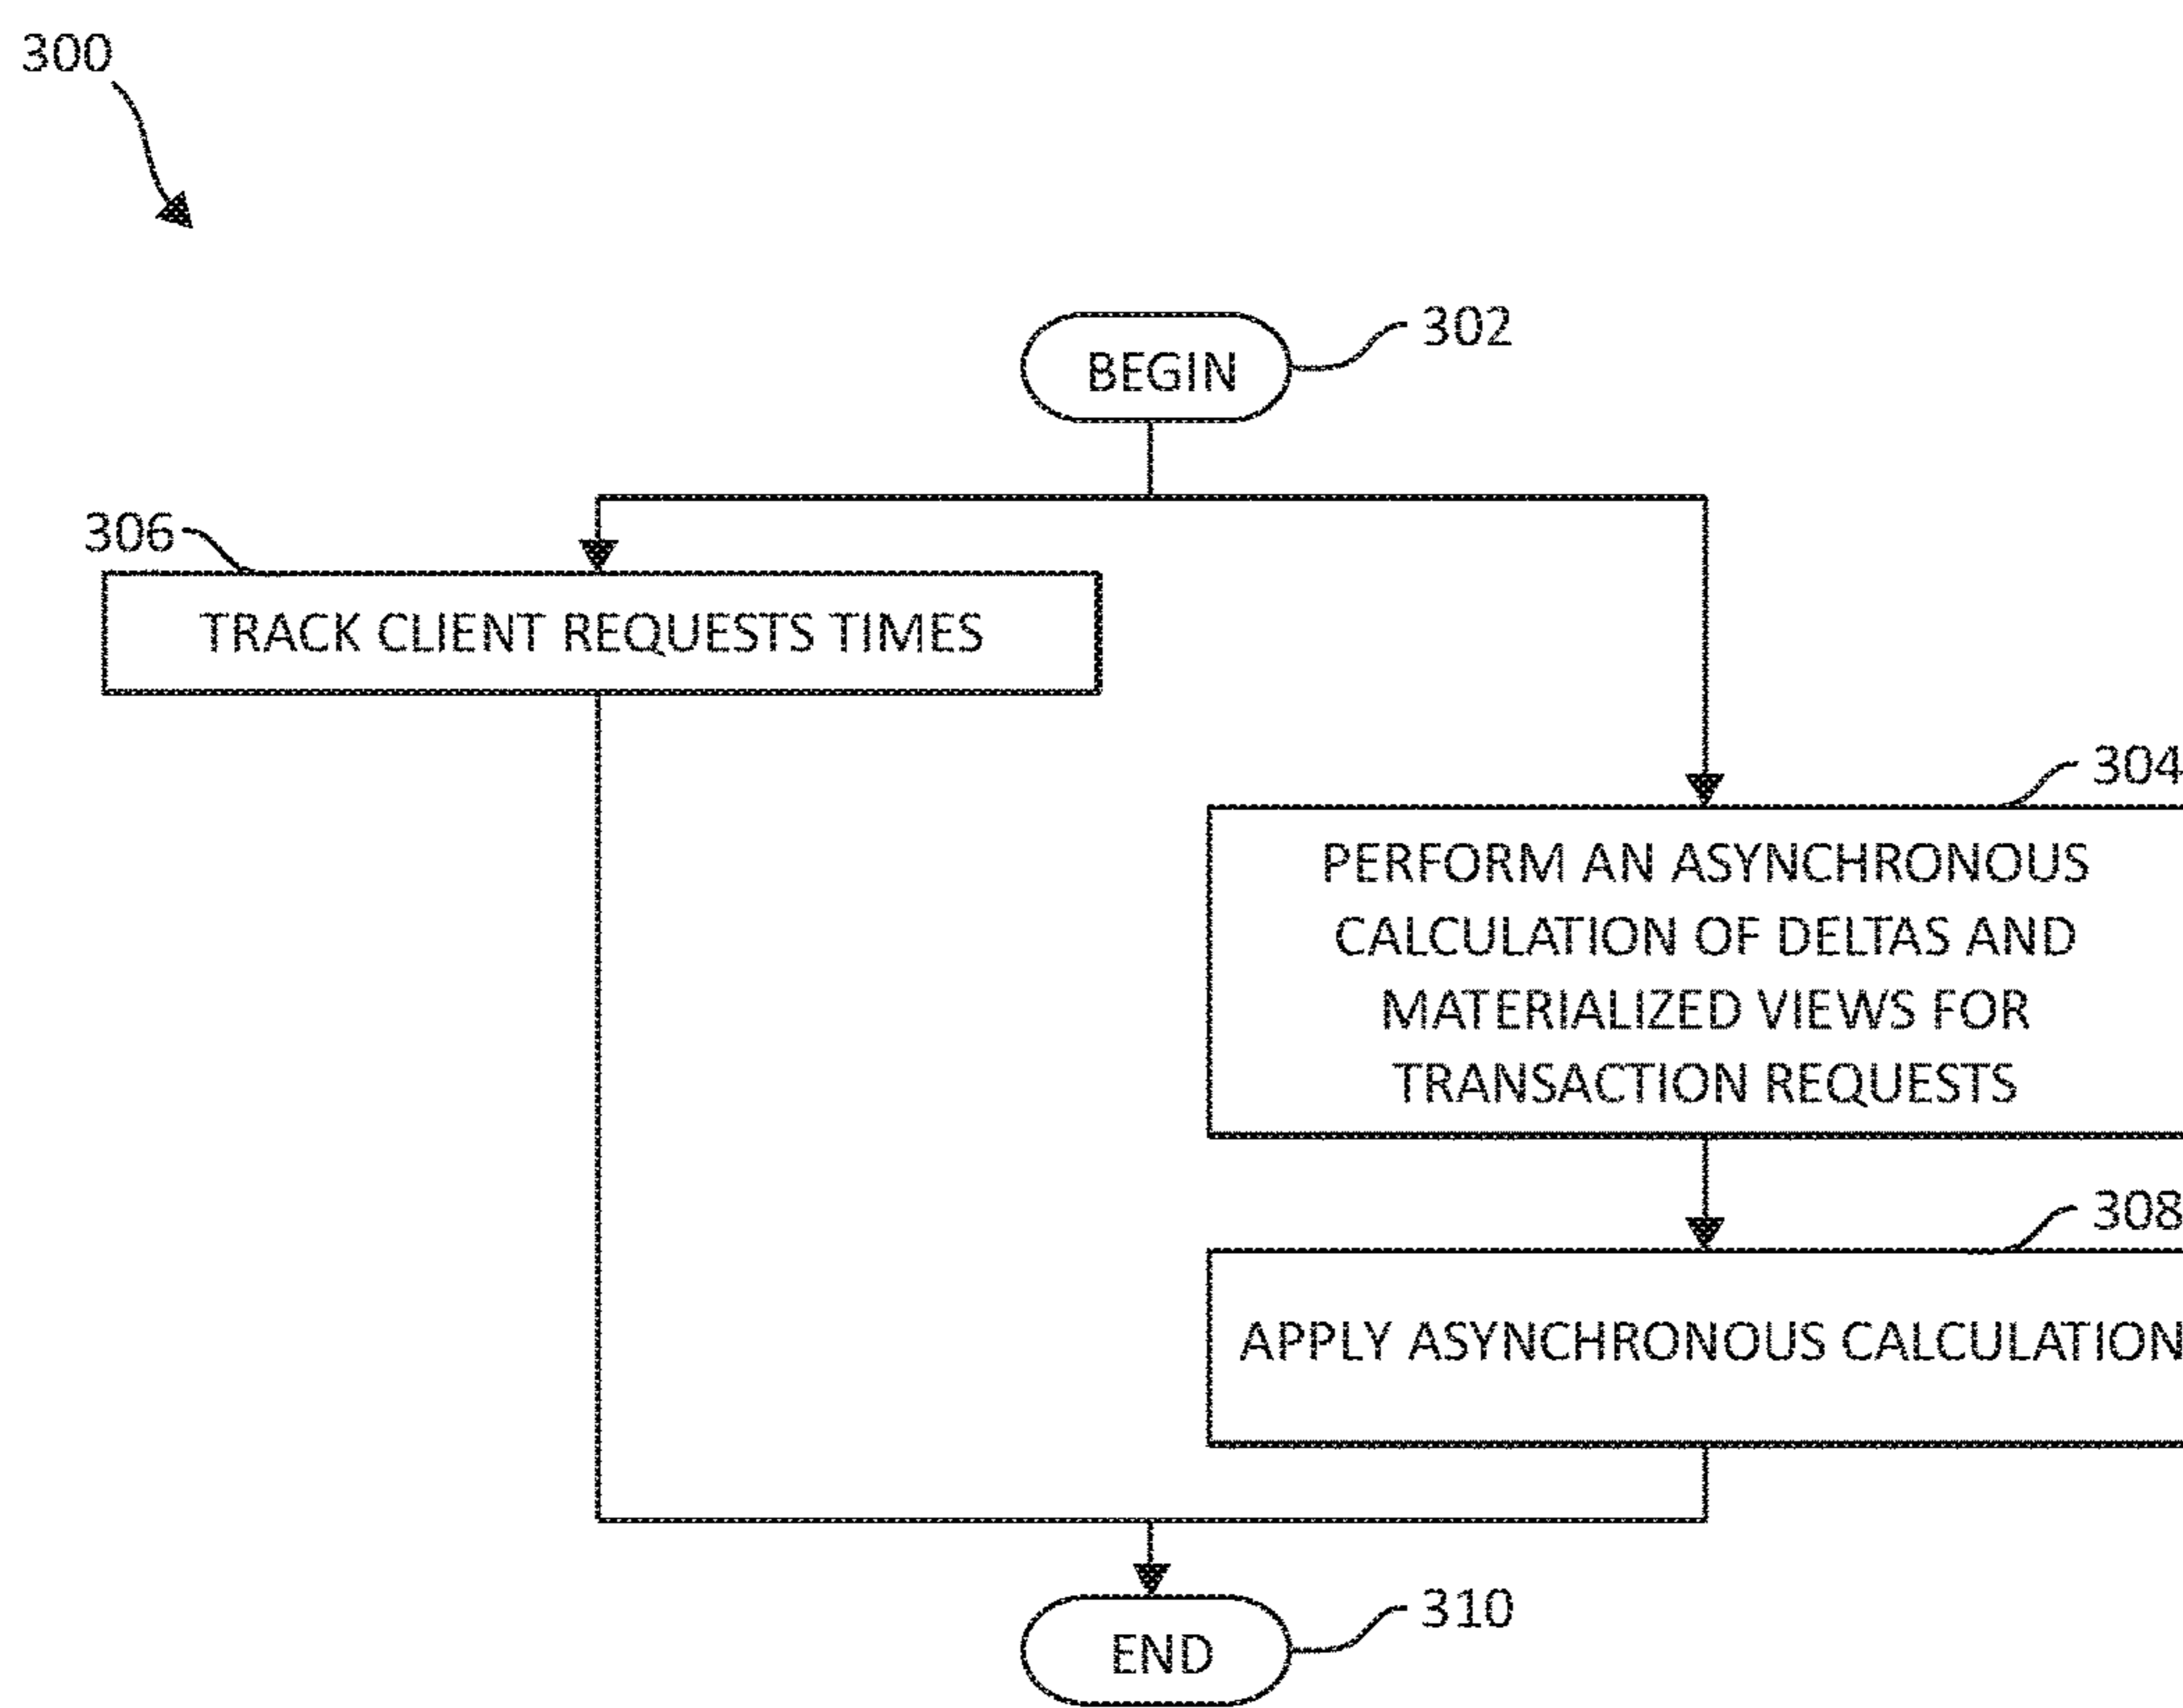 300
BEGIN
302
306
TRACK CLIENT REQUESTS TIMES
304
PERFORM AN ASYNCHRONOUS
CALCULATION OF DELTAS AND
MATERIALIZED VIEWS FOR
TRANSACTION REQUESTS
308
APPLY ASYNCHRONOUS CALCULATION
END
310